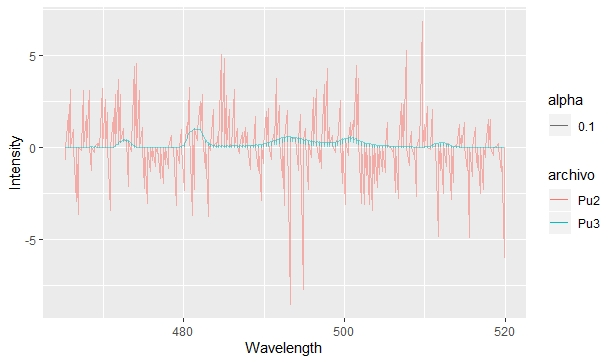 5
0
-5
Intensity
480
500
520
Wavelength
alpha
0.1
archivo
Pu2
Pu3